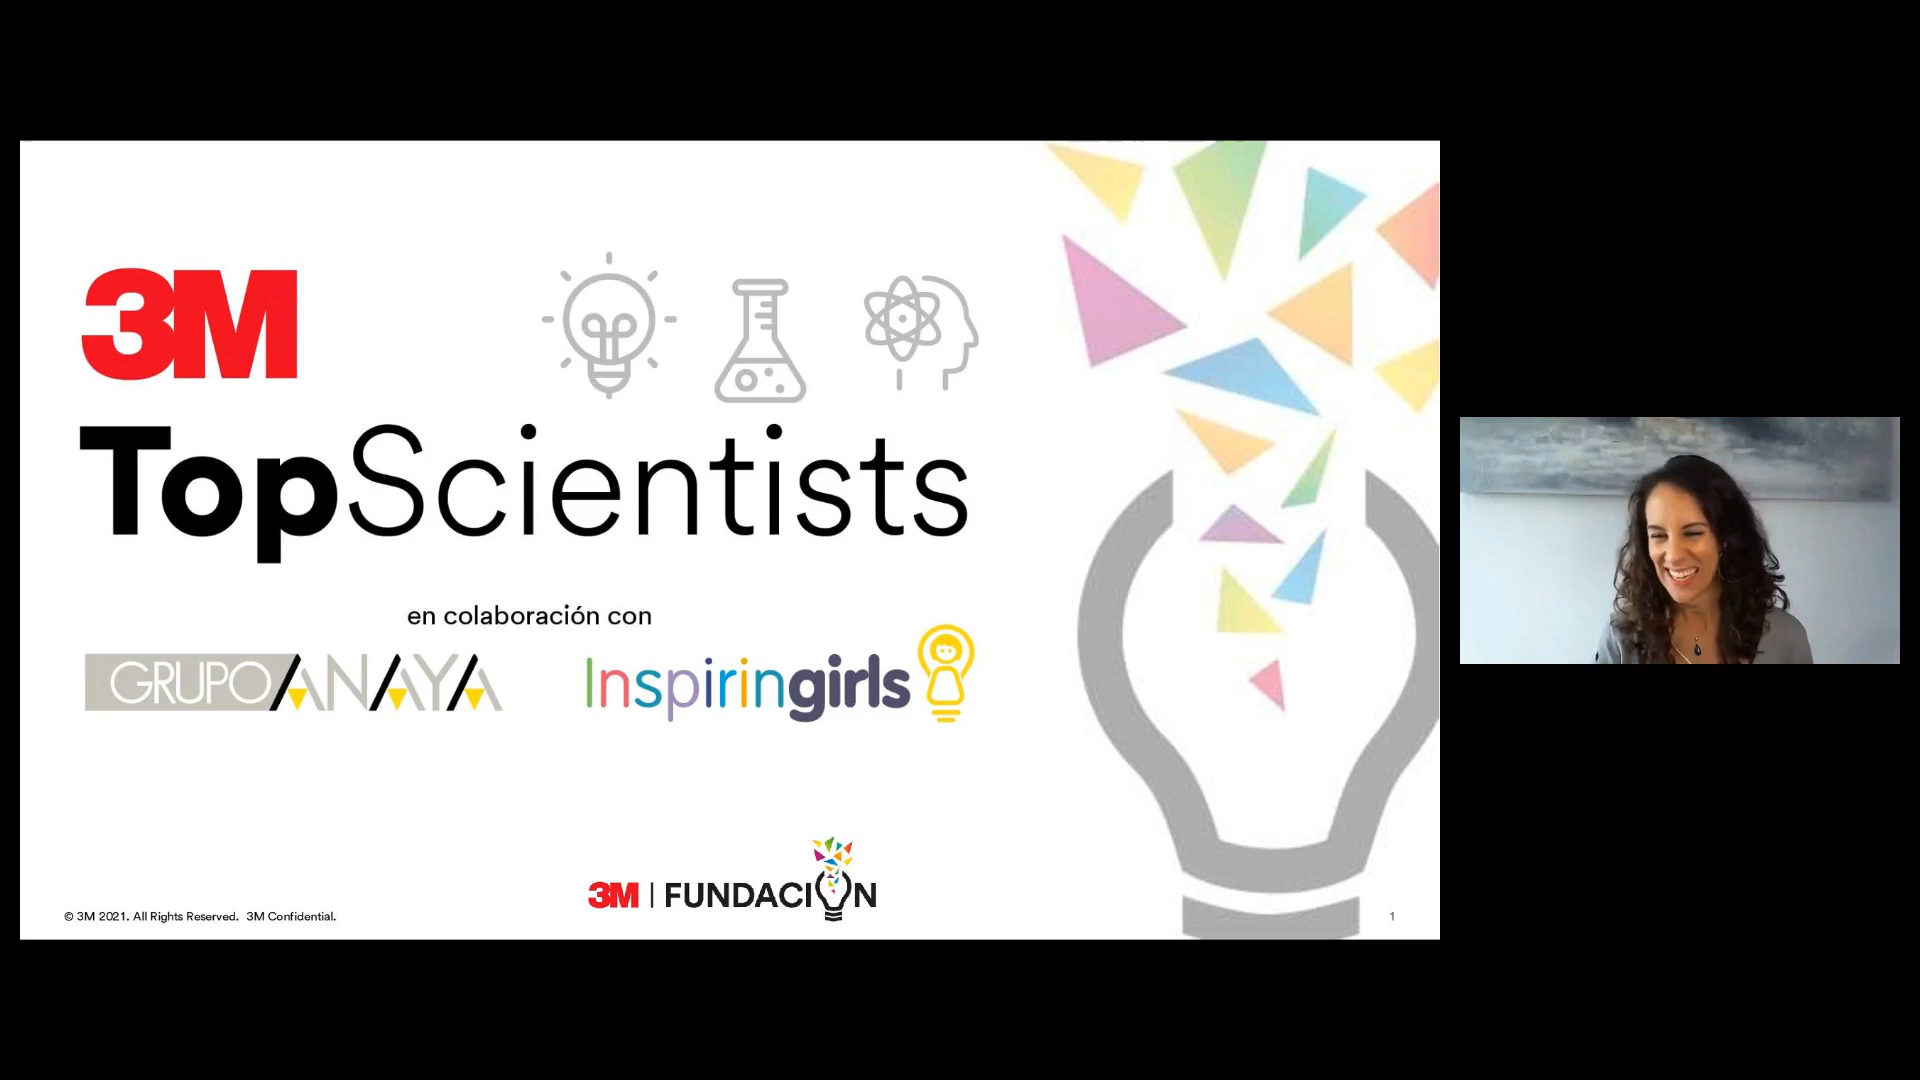 3M
TopScientists
en colaboración con
GRUPO ANAYA
Inspiringirls
3M | FUNDACIÓN
© 3M 2021. All Rights Reserved. 3M Confidential.
1